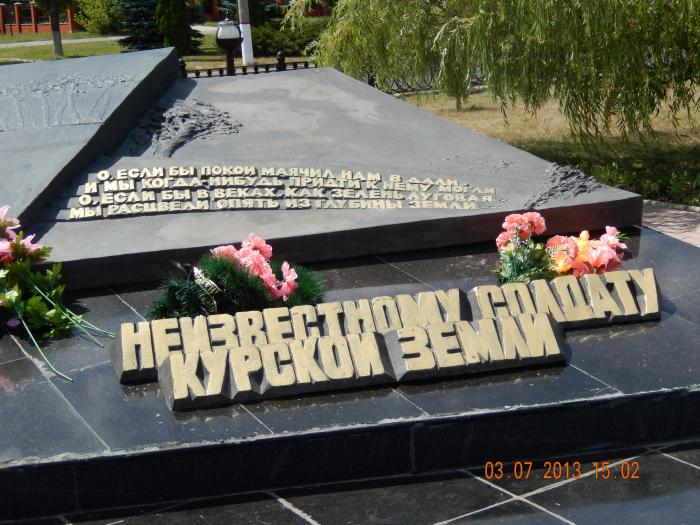 О, ЕСЛИ БЫ ПОКОЙ МАЯЧИЛ НАМ В ДАЛИ
И МЫ КОГДА-НИБУДЬ ПРИДТИ К НЕМУ МОГЛИ
О, ЕСЛИ БЫ В ВЕКАХ, КАК ЗЕЛЕНЬ ЛУГОВАЯ
МЫ РАСЦВЕЛИ ОПЯТЬ ИЗ ГЛУБИНЫ ЗЕМЛИ
НЕИЗВЕСТНОМУ СОЛДАТУ
КУРСКОЙ ЗЕМЛИ
03.07.2013 15:02